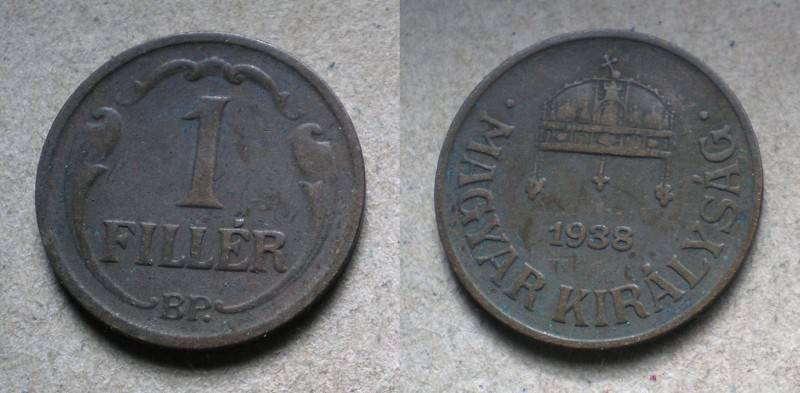 1
FILLÉR
BP.
1938
· MAGYAR KIRÁLYSÁG ·